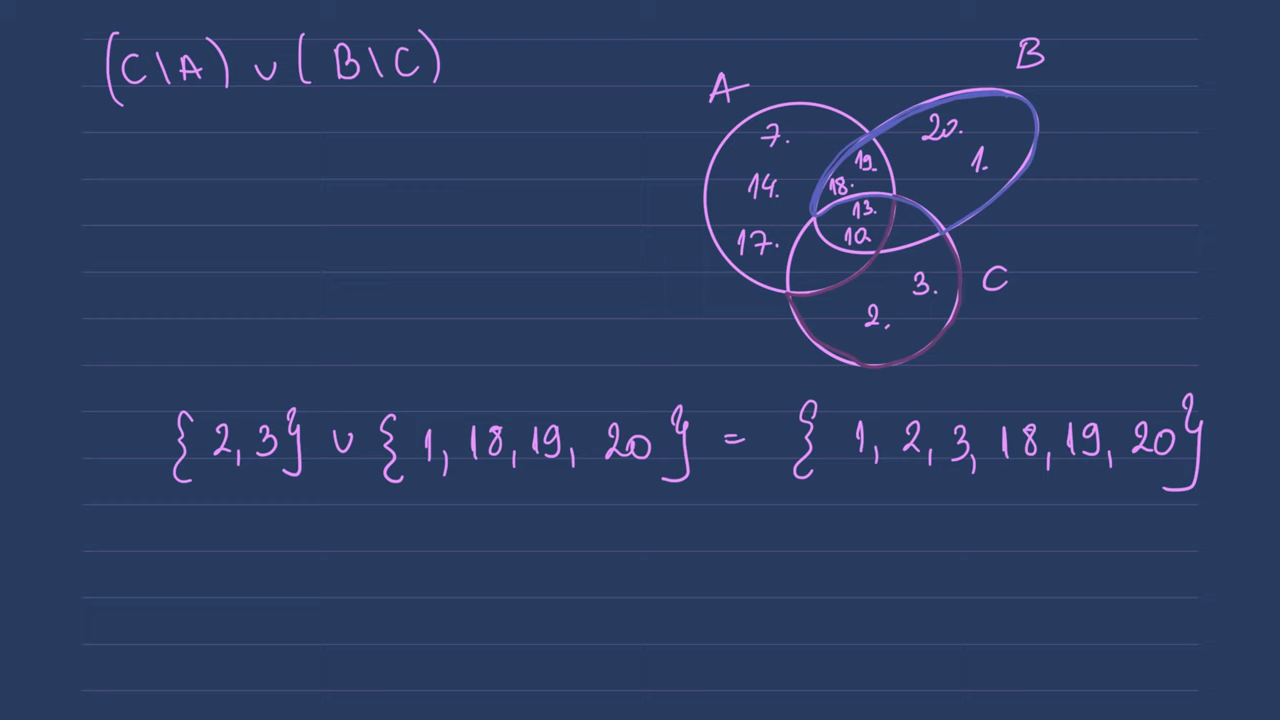 (C\A) ∪ (B\C)
B
A
7.
20.
19.
1.
14.
18.
13.
17.
10.
3.
C
2.
{2,3} ∪ {1, 18, 19, 20} = {1, 2, 3, 18, 19, 20}